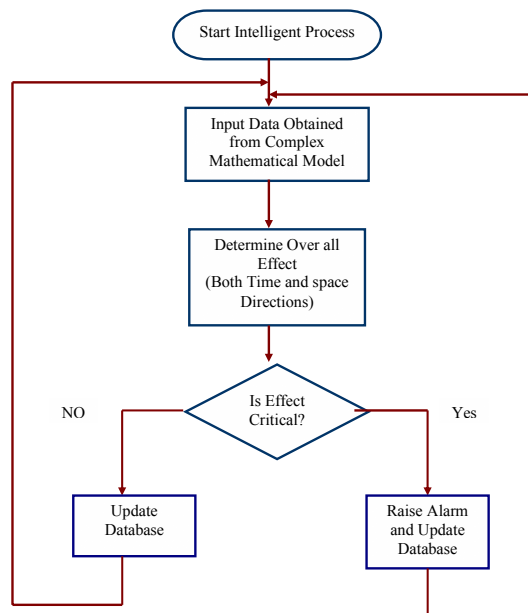 Start Intelligent Process
Input Data Obtained
from Complex
Mathematical Model
Determine Over all
Effect
(Both Time and space
Directions)
Is Effect
Critical?
NO
Yes
Update
Database
Raise Alarm
and Update
Database